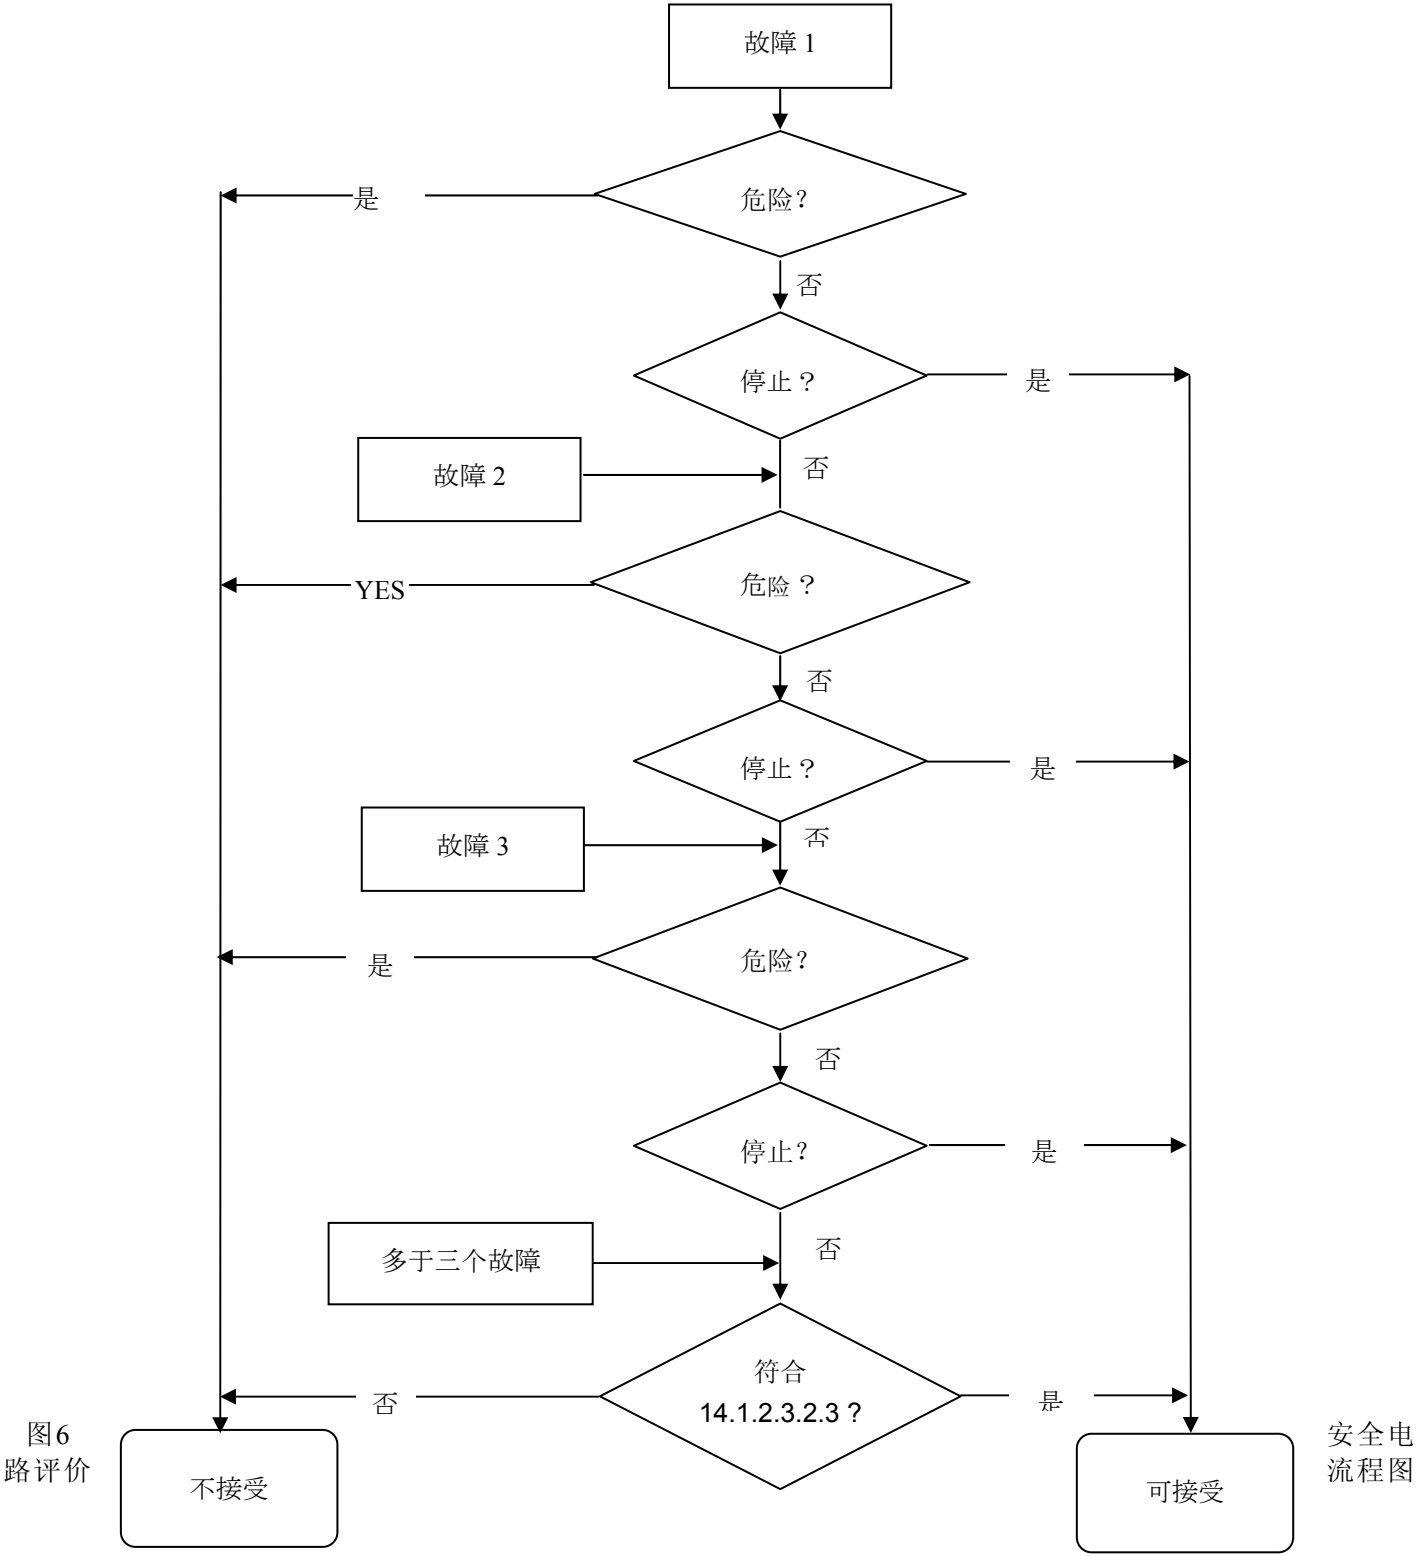 故障 1
危险?
是
否
停止？
是
故障 2
否
危险？
YES
否
停止？
是
故障 3
否
危险?
是
否
停止?
是
多于三个故障
否
符合
14.1.2.3.2.3 ?
否
是
图6
路评价
不接受
可接受
安全电
流程图